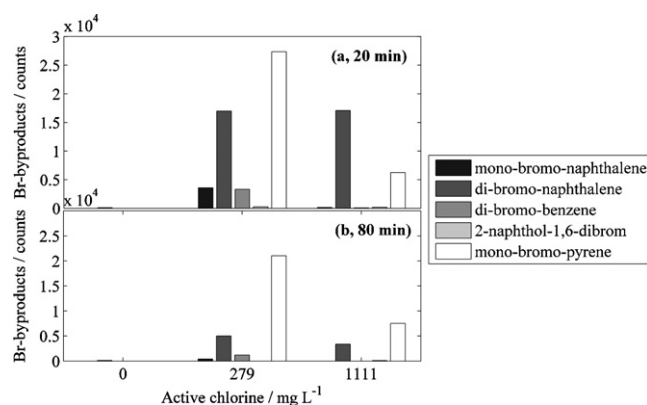 x 10^4
3
2.5
2
1.5
1
0.5
0
Br-byproducts / counts
(a, 20 min)
x 10^4
2.5
2
1.5
1
0.5
0
Br-byproducts / counts
(b, 80 min)
0 279 1111
Active chlorine / mg L^-1
mono-bromo-naphthalene
di-bromo-naphthalene
di-bromo-benzene
2-naphthol-1,6-dibrom
mono-bromo-pyrene